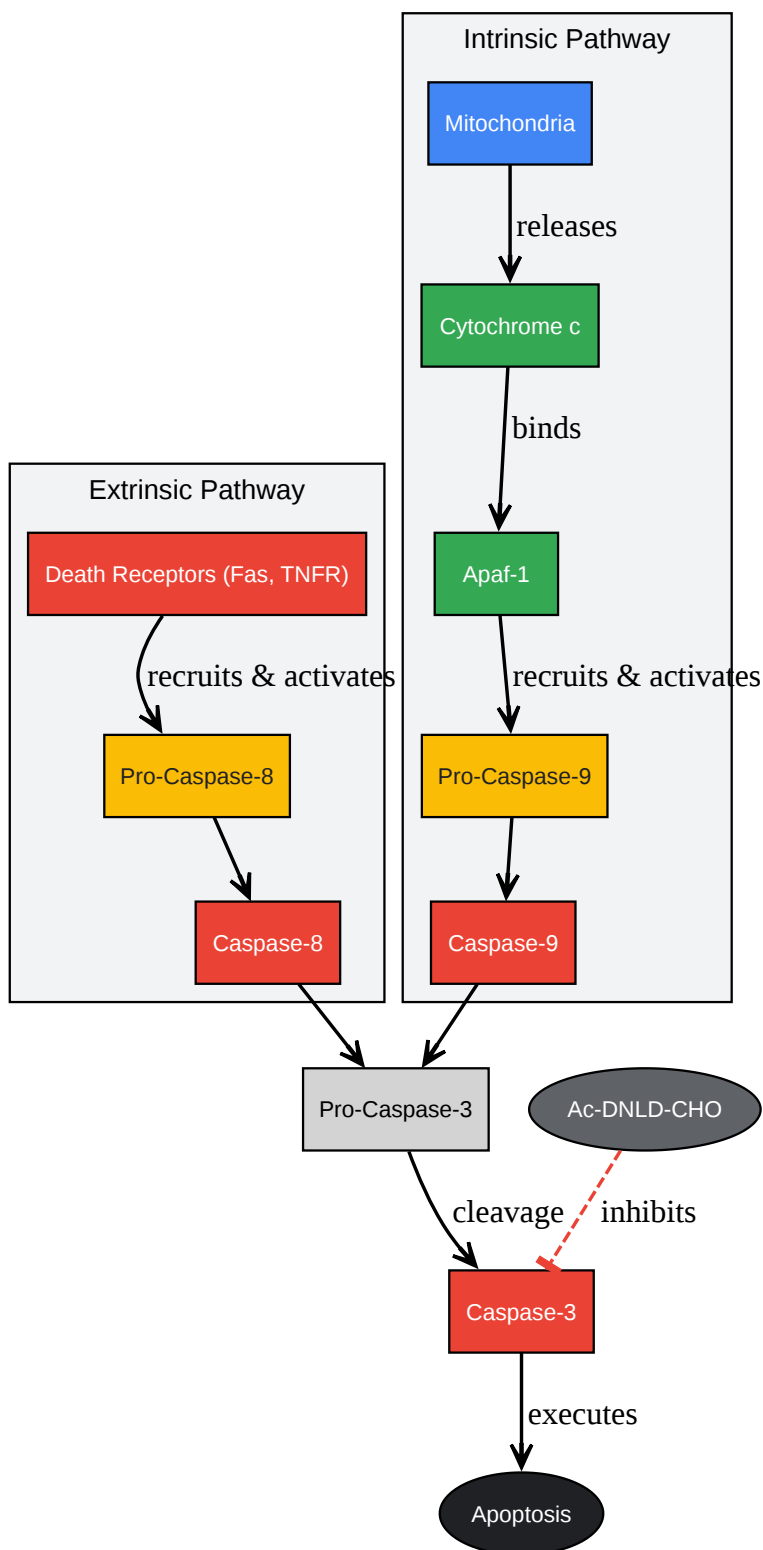 Intrinsic Pathway
Mitochondria
releases
Cytochrome c
binds
Extrinsic Pathway
Death Receptors (Fas, TNFR)
Apaf-1
recruits & activates
recruits & activates
Pro-Caspase-8
Pro-Caspase-9
Caspase-8
Caspase-9
Pro-Caspase-3
Ac-DNLD-CHO
cleavage
inhibits
Caspase-3
executes
Apoptosis